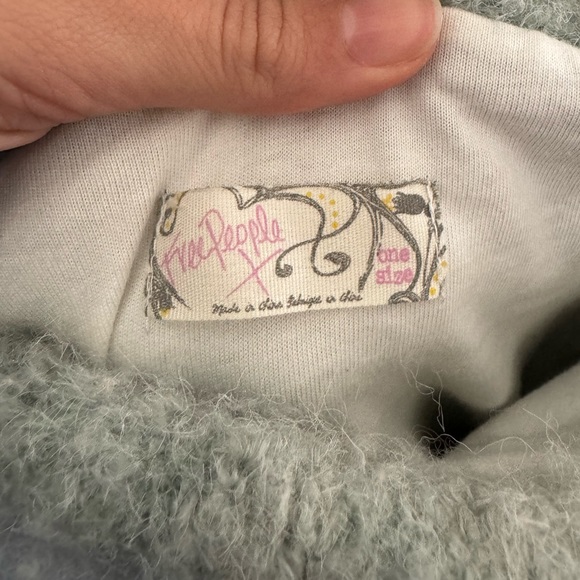 Free People
one
size
Made in China Fabriqué en Chine